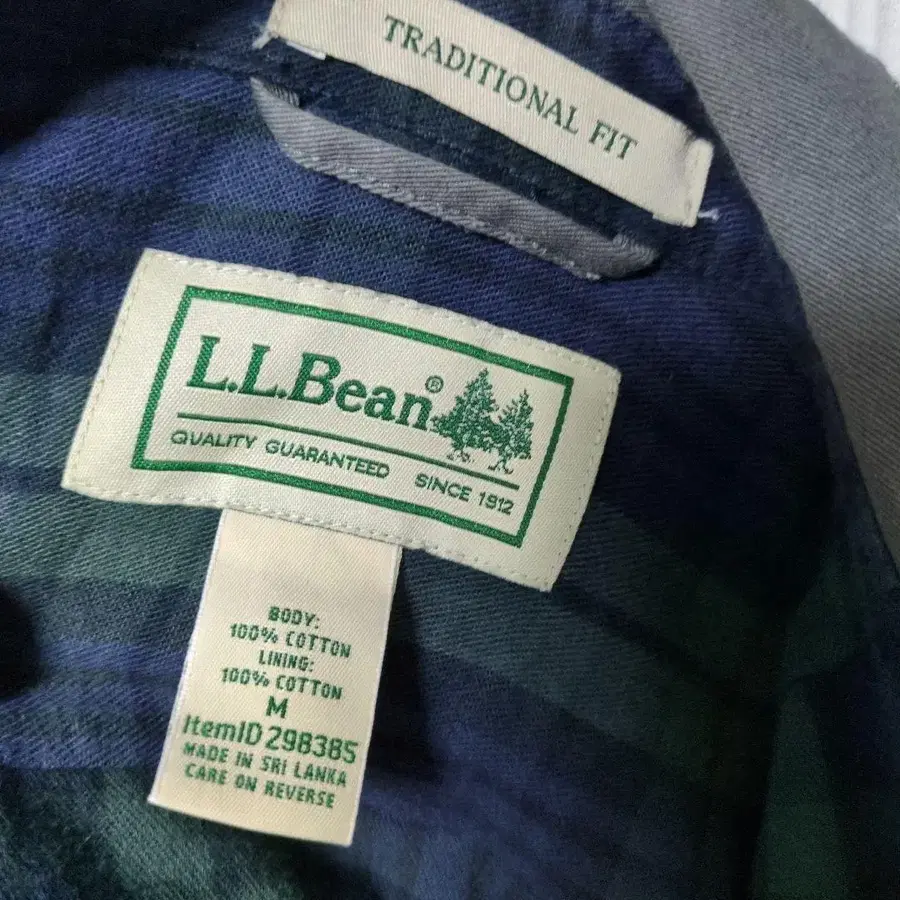 TRADITIONAL FIT
L.L.Bean®
QUALITY GUARANTEED SINCE 1912
BODY:
100% COTTON
LINING:
100% COTTON
M
ItemID 298385
MADE IN SRI LANKA
CARE ON REVERSE